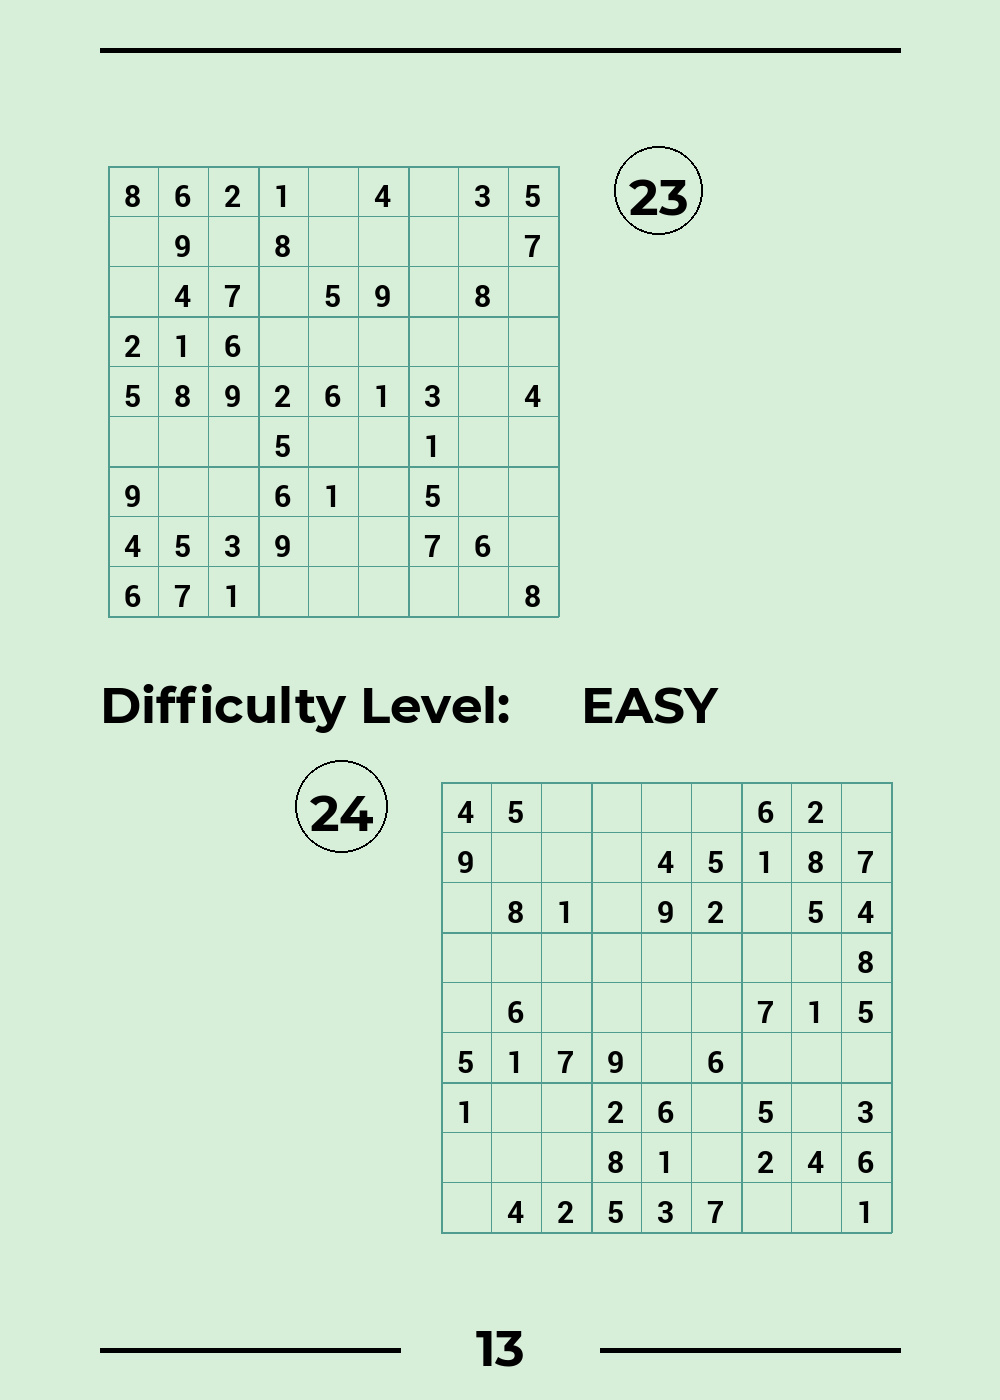 23
8 6 2 1 4 3 5
9 8 7
4 7 5 9 8
2 1 6
5 8 9 2 6 1 3 4
5 1
9 6 1 5
4 5 3 9 7 6
6 7 1 8
Difficulty Level: EASY
24
4 5 6 2
9 4 5 1 8 7
8 1 9 2 5 4
8
6 7 1 5
5 1 7 9 6
1 2 6 5 3
8 1 2 4 6
4 2 5 3 7 1
13